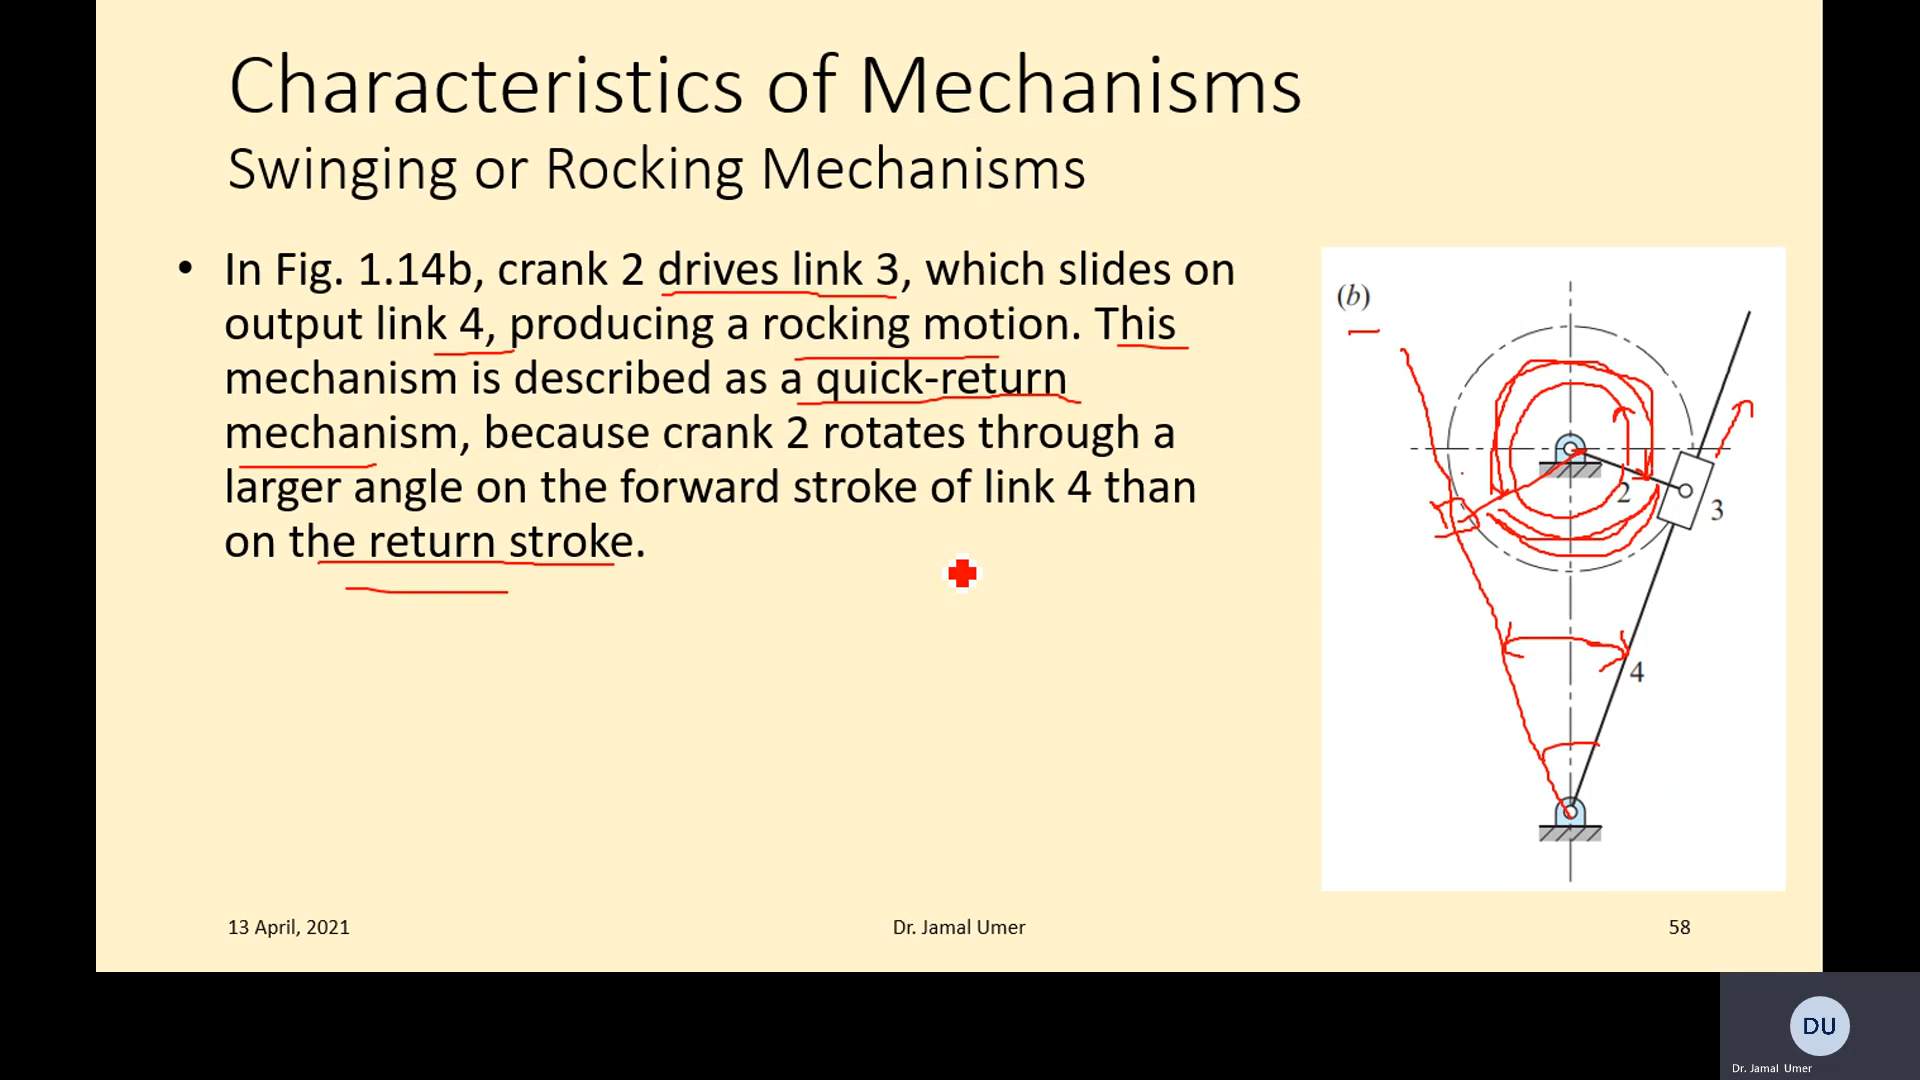 Characteristics of Mechanisms
Swinging or Rocking Mechanisms
• In Fig. 1.14b, crank 2 drives link 3, which slides on
output link 4, producing a rocking motion. This
mechanism is described as a quick-return
mechanism, because crank 2 rotates through a
larger angle on the forward stroke of link 4 than
on the return stroke.
(b)
2
3
4
13 April, 2021
Dr. Jamal Umer
58
DU
Dr. Jamal Umer